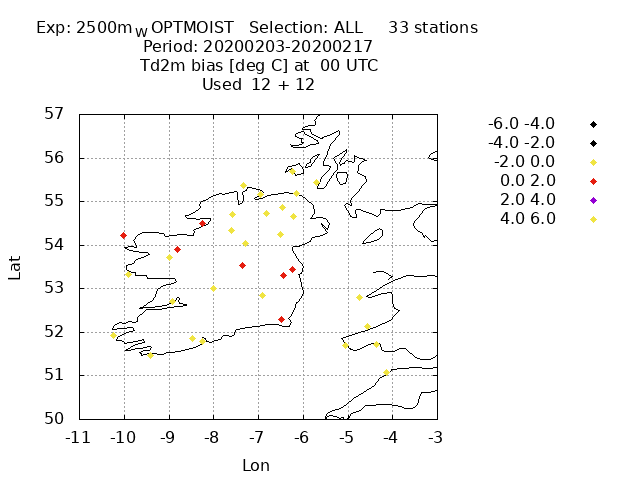 Exp: 2500m_W OPTMOIST Selection: ALL 33 stations
Period: 20200203-20200217
Td2m bias [deg C] at 00 UTC
Used 12 + 12
-6.0 -4.0
-4.0 -2.0
-2.0 0.0
0.0 2.0
2.0 4.0
4.0 6.0
57
56
55
54
53
52
51
50
Lat
-11 -10 -9 -8 -7 -6 -5 -4 -3
Lon